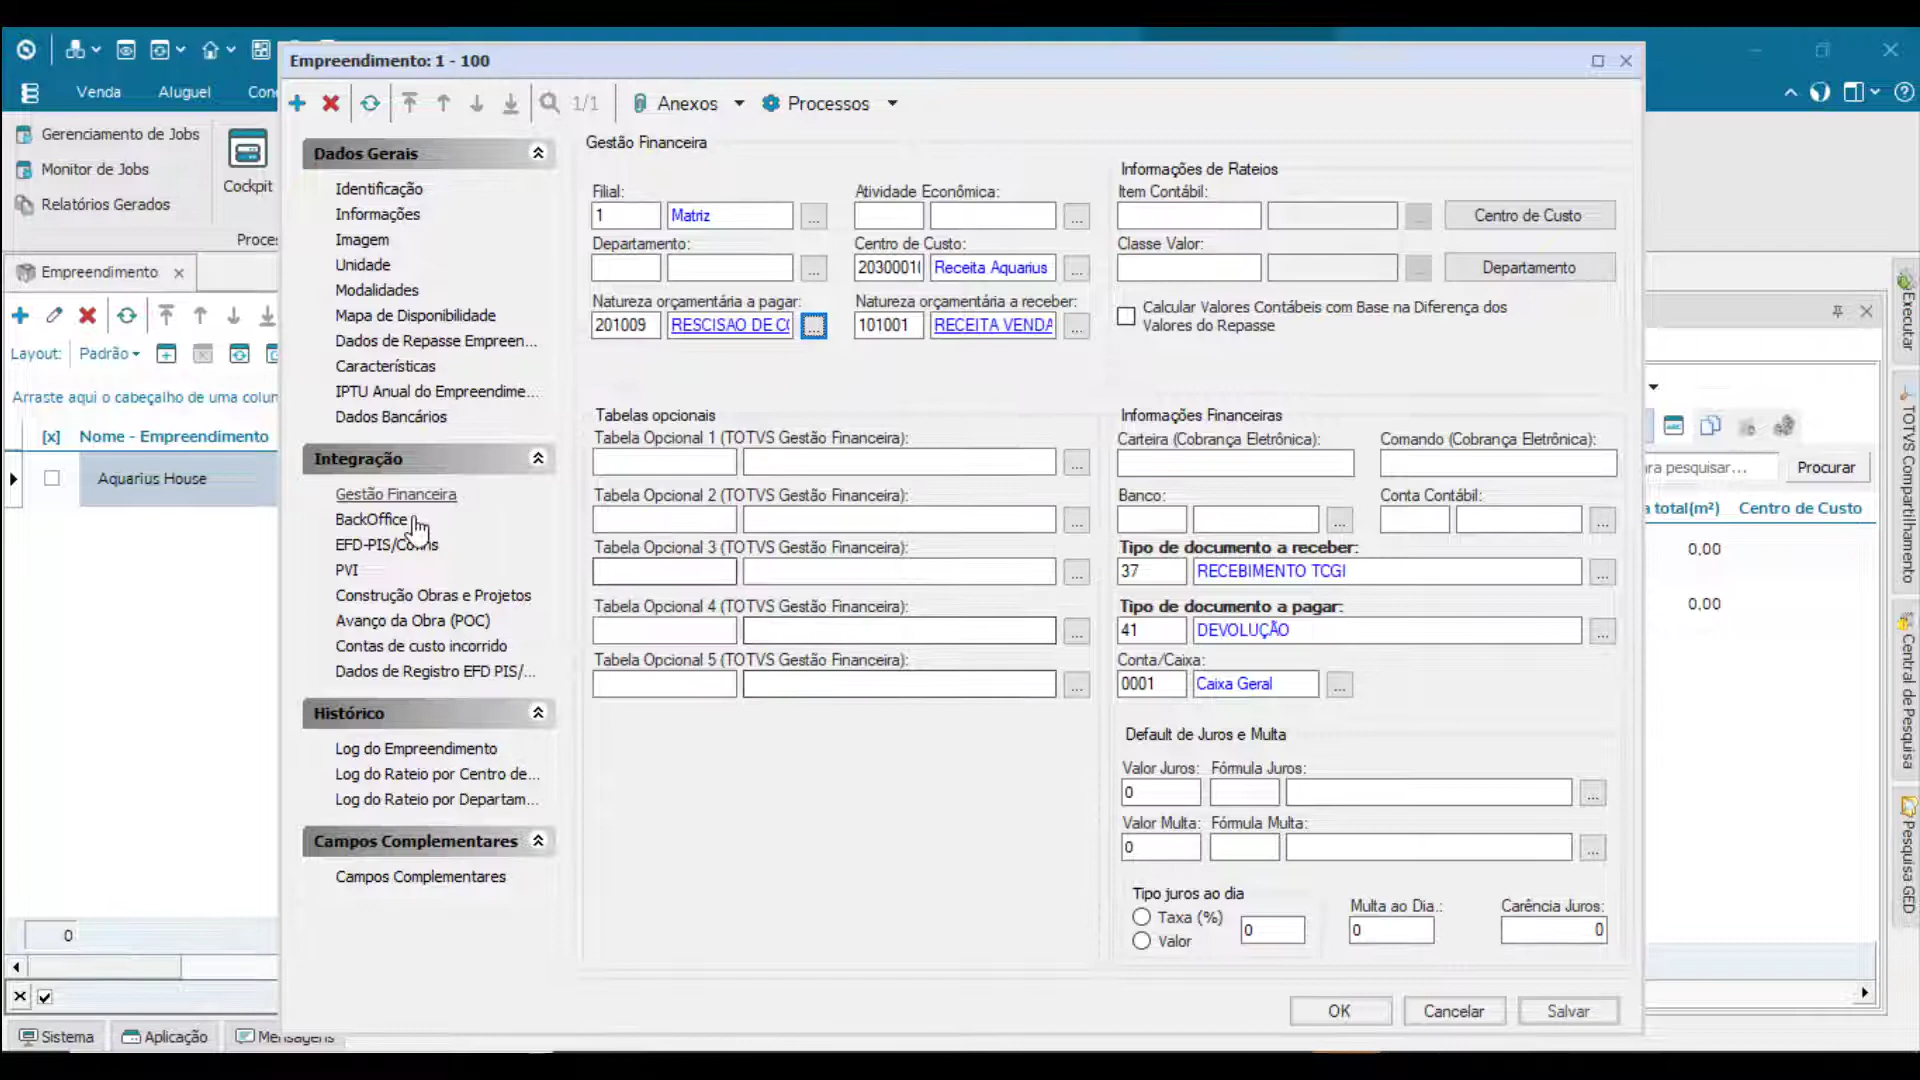 Empreendimento: 1 - 100
Venda
Aluguel
1/1
Anexos
Processos
Gerenciamento de Jobs
Monitor de Jobs
Relatórios Gerados
Cockpit
Empreendimento
Layout:
Padrão
Arraste aqui o cabeçalho de uma
[x]
Nome - Empreendimento
Aquarius House
0
Dados Gerais
Identificação
Informações
Imagem
Unidade
Modalidades
Mapa de Disponibilidade
Dados de Repasse Empreen...
Características
IPTU Anual do Empreendime...
Dados Bancários
Integração
Gestão Financeira
BackOffice
PVI
Construção Obras e Projetos
Avanço da Obra (POC)
Contas de custo incorrido
Dados de Registro EFD PIS/...
Histórico
Log do Empreendimento
Log do Rateio por Centro de...
Log do Rateio por Departam...
Campos Complementares
Campos Complementares
Gestão Financeira
Filial:
1
Matriz
...
Atividade Econômica:
...
Departamento:
...
Centro de Custo:
2030001
Receita Aquarius
...
Natureza orçamentária a pagar:
201009
RESCISAO DE
...
Natureza orçamentária a receber:
101001
RECEITA VENDA
...
Informações de Rateios
Item Contábil:
...
Centro de Custo
Classe Valor:
...
Departamento
Calcular Valores Contábeis com Base na Diferença dos
Valores do Repasse
Tabelas opcionais
Tabela Opcional 1 (TOTVS Gestão Financeira):
...
Tabela Opcional 2 (TOTVS Gestão Financeira):
...
Tabela Opcional 3 (TOTVS Gestão Financeira):
...
Tabela Opcional 4 (TOTVS Gestão Financeira):
...
Tabela Opcional 5 (TOTVS Gestão Financeira):
...
Informações Financeiras
Carteira (Cobrança Eletrônica):
Comando (Cobrança Eletrônica):
Banco:
...
Conta Contábil:
...
Tipo de documento a receber:
37
RECEBIMENTO TCGI
...
Tipo de documento a pagar:
41
DEVOLUÇÃO
...
Conta/Caixa:
0001
Caixa Geral
...
Default de Juros e Multa
Valor Juros:
Fórmula Juros:
0
...
Valor Multa:
Fórmula Multa:
0
...
Tipo juros ao dia
Taxa (%)
Valor
0
Multa ao Dia.:
0
Carência Juros:
0
OK
Cancelar
Salvar
pesquisar...
Procurar
total(m²)
Centro de Custo
0,00
0,00
Executar
TOTVS Compartilhamento
Central de Pesquisa
Pesquisa GED
Sistema
Aplicação
Mensagens